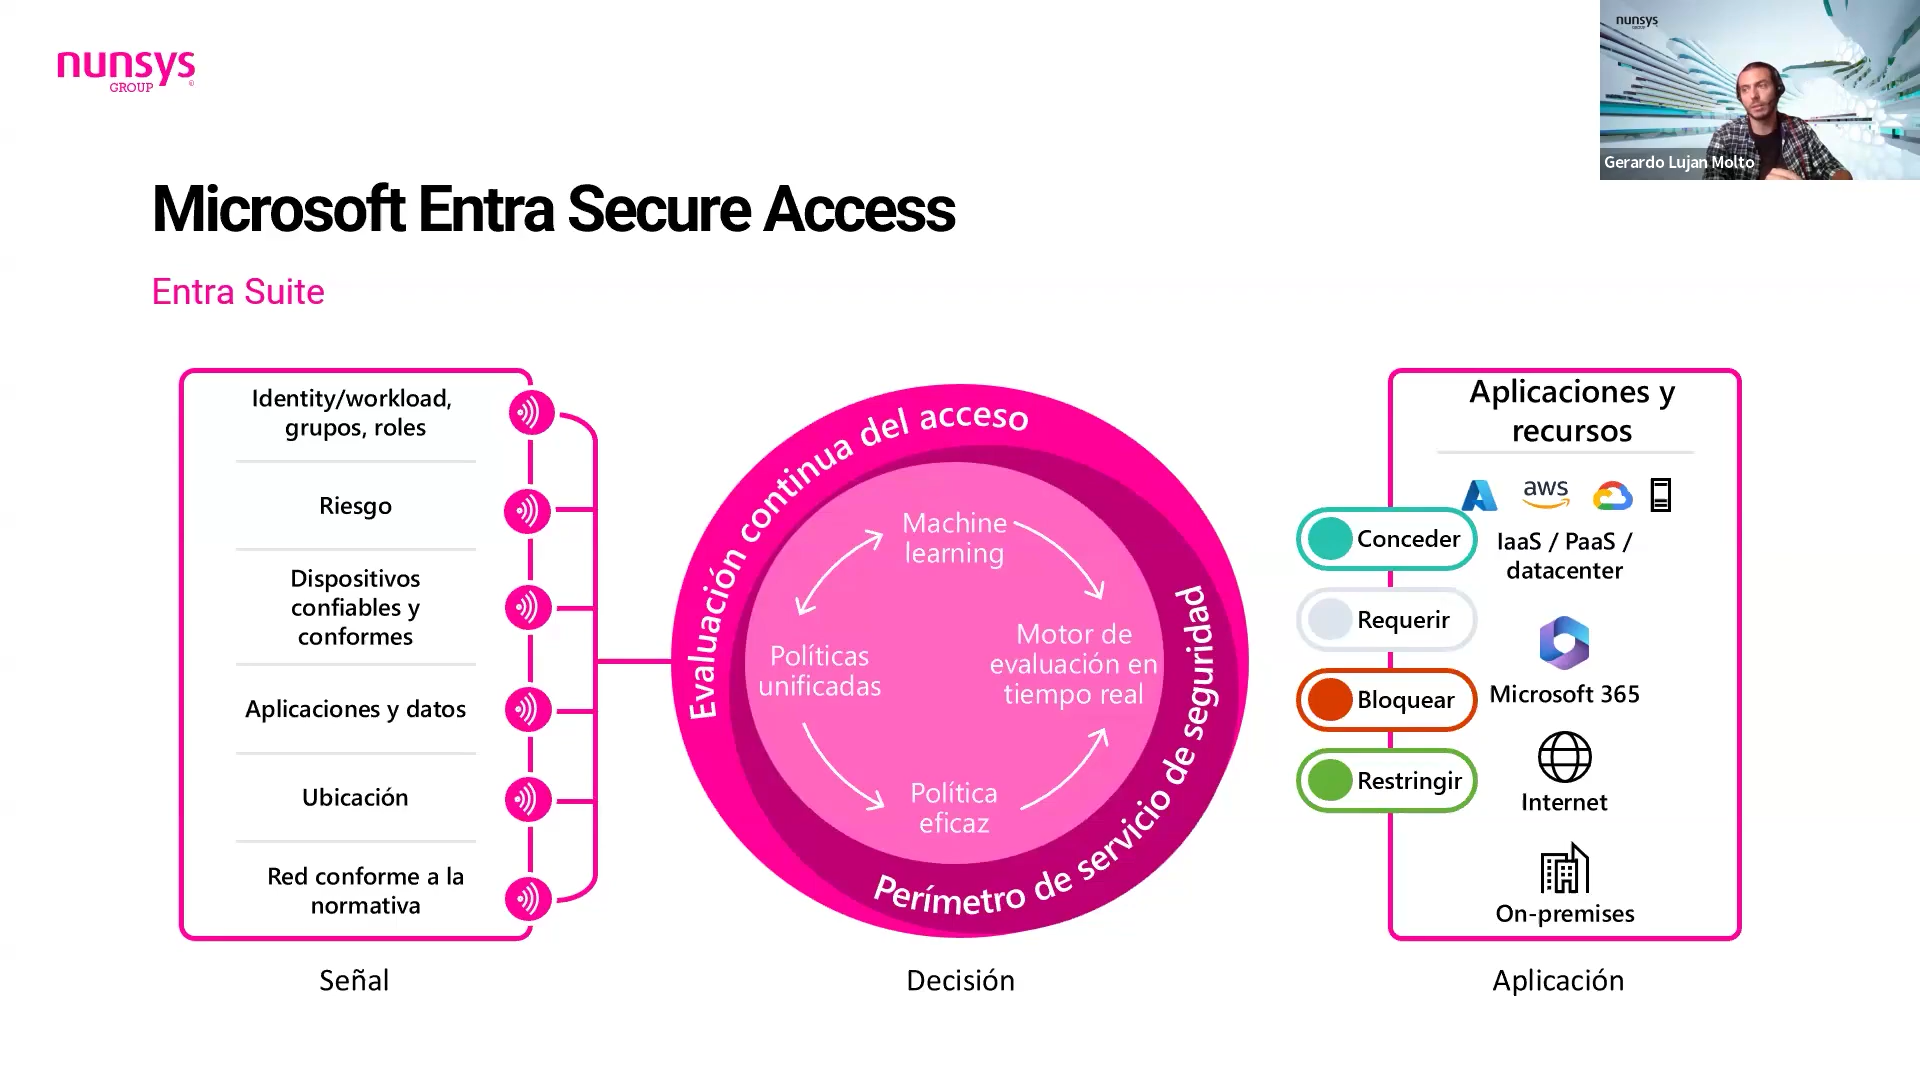 nunsys
GROUP
nunsys
Gerardo Lujan Molto
Microsoft Entra Secure Access
Entra Suite
Identity/workload,
grupos, roles
Riesgo
Dispositivos
confiables y
conformes
Aplicaciones y datos
Ubicación
Red conforme a la
normativa
Señal
Evaluación continua del acceso
Perímetro de servicio de seguridad
Machine
learning
Políticas
unificadas
Motor de
evaluación en
tiempo real
Política
eficaz
Decisión
Conceder
Requerir
Bloquear
Restringir
Aplicaciones y
recursos
aws
IaaS / PaaS /
datacenter
Microsoft 365
Internet
On-premises
Aplicación